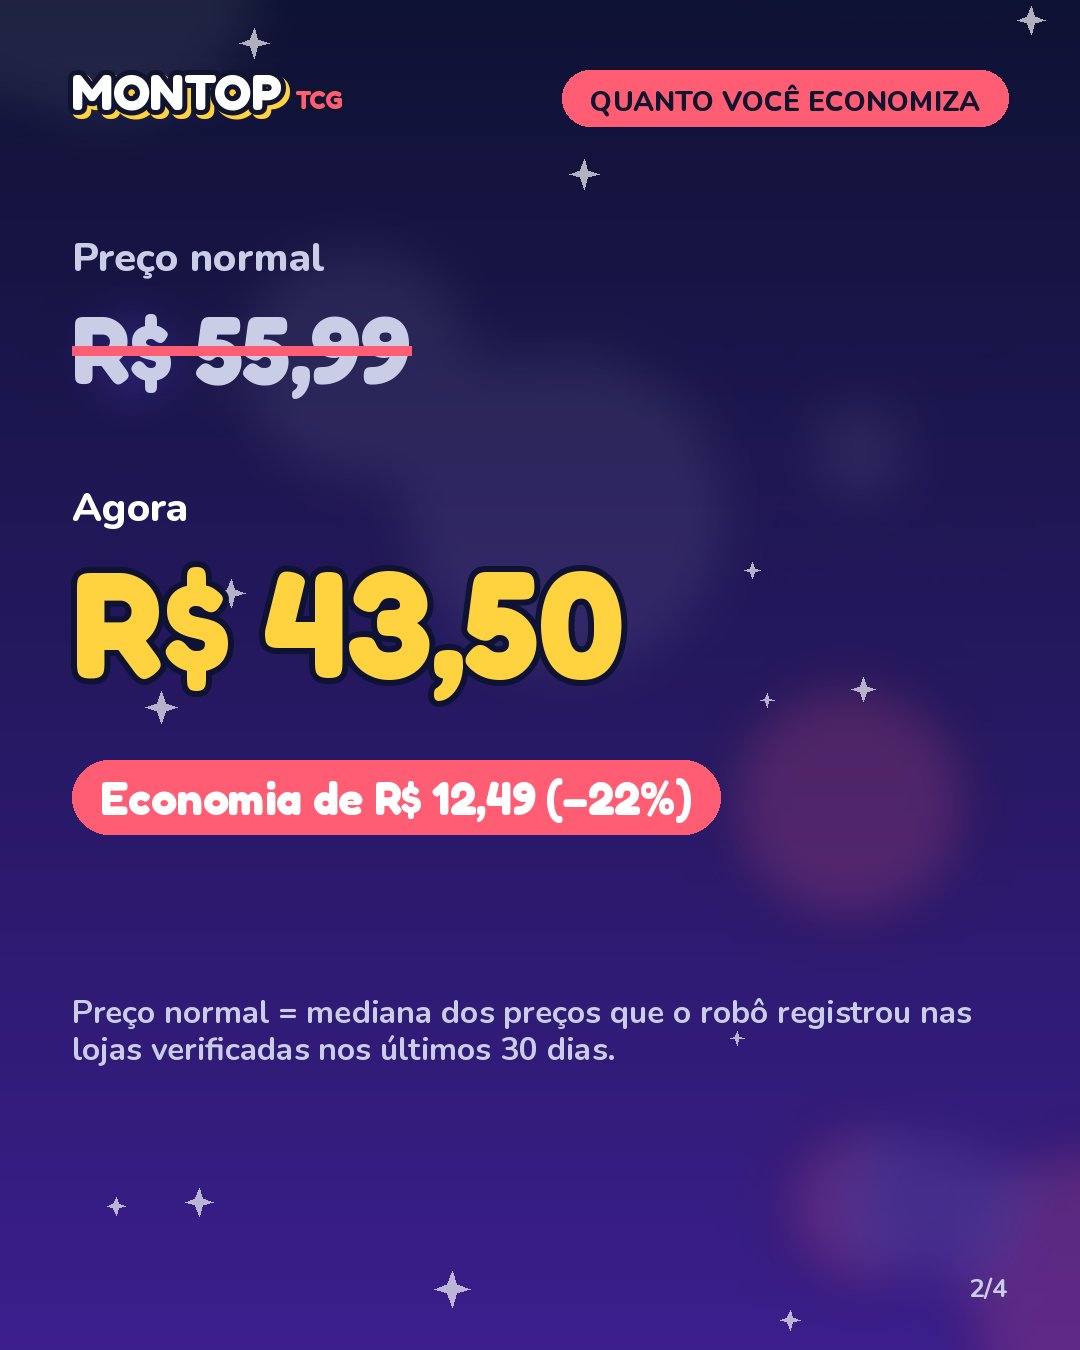 MONTOP TCG
QUANTO VOCÊ ECONOMIZA
Preço normal
R$ 55,99
Agora
R$ 43,50
Economia de R$ 12,49 (–22%)
Preço normal = mediana dos preços que o robô registrou nas
lojas verificadas nos últimos 30 dias.
2/4